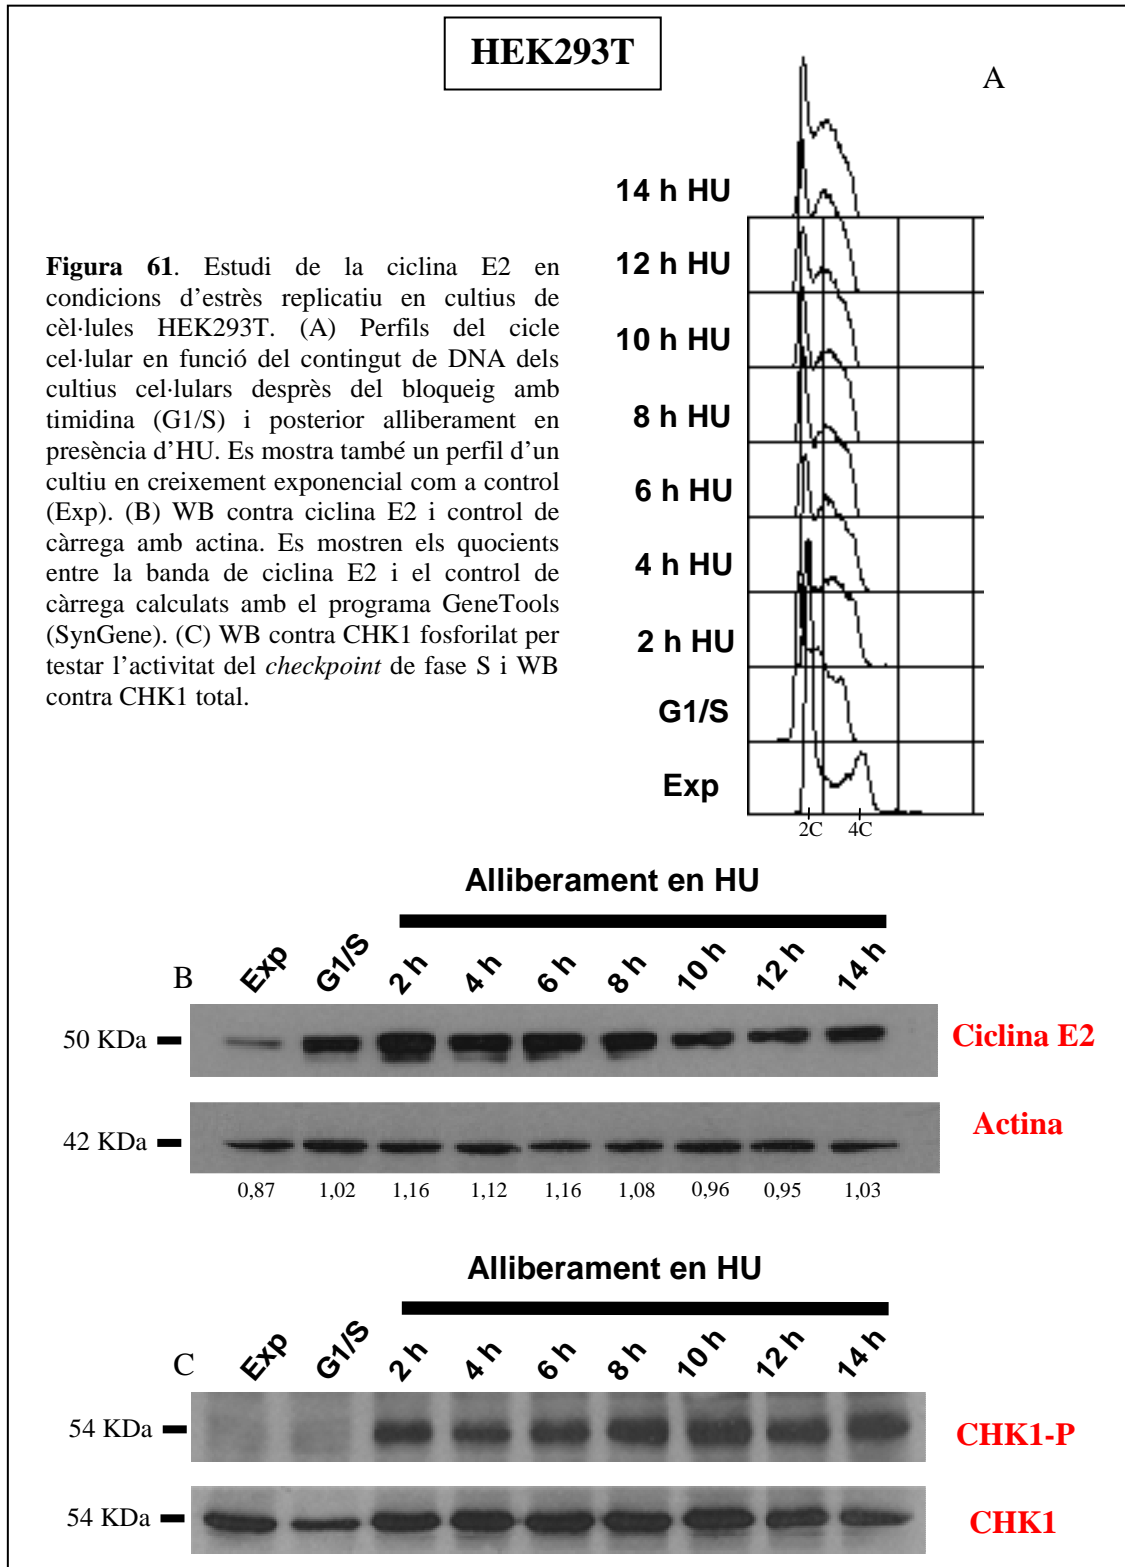 HEK293T
A
14 h HU
12 h HU
10 h HU
8 h HU
6 h HU
4 h HU
2 h HU
G1/S
Exp
2C 4C
Figura 61. Estudi de la ciclina E2 en
condicions d’estrès replicatiu en cultius de
cèl·lules HEK293T. (A) Perfils del cicle
cel·lular en funció del contingut de DNA dels
cultius cel·lulars desprès del bloqueig amb
timidina (G1/S) i posterior alliberament en
presència d’HU. Es mostra també un perfil d’un
cultiu en creixement exponencial com a control
(Exp). (B) WB contra ciclina E2 i control de
càrrega amb actina. Es mostren els quocients
entre la banda de ciclina E2 i el control de
càrrega calculats amb el programa GeneTools
(SynGene). (C) WB contra CHK1 fosforilat per
testar l’activitat del checkpoint de fase S i WB
contra CHK1 total.
Alliberament en HU
B Exp G1/S 2 h 4 h 6 h 8 h 10 h 12 h 14 h
50 KDa Ciclina E2
42 KDa Actina
0,87 1,02 1,16 1,12 1,16 1,08 0,96 0,95 1,03
Alliberament en HU
C Exp G1/S 2 h 4 h 6 h 8 h 10 h 12 h 14 h
54 KDa CHK1-P
54 KDa CHK1